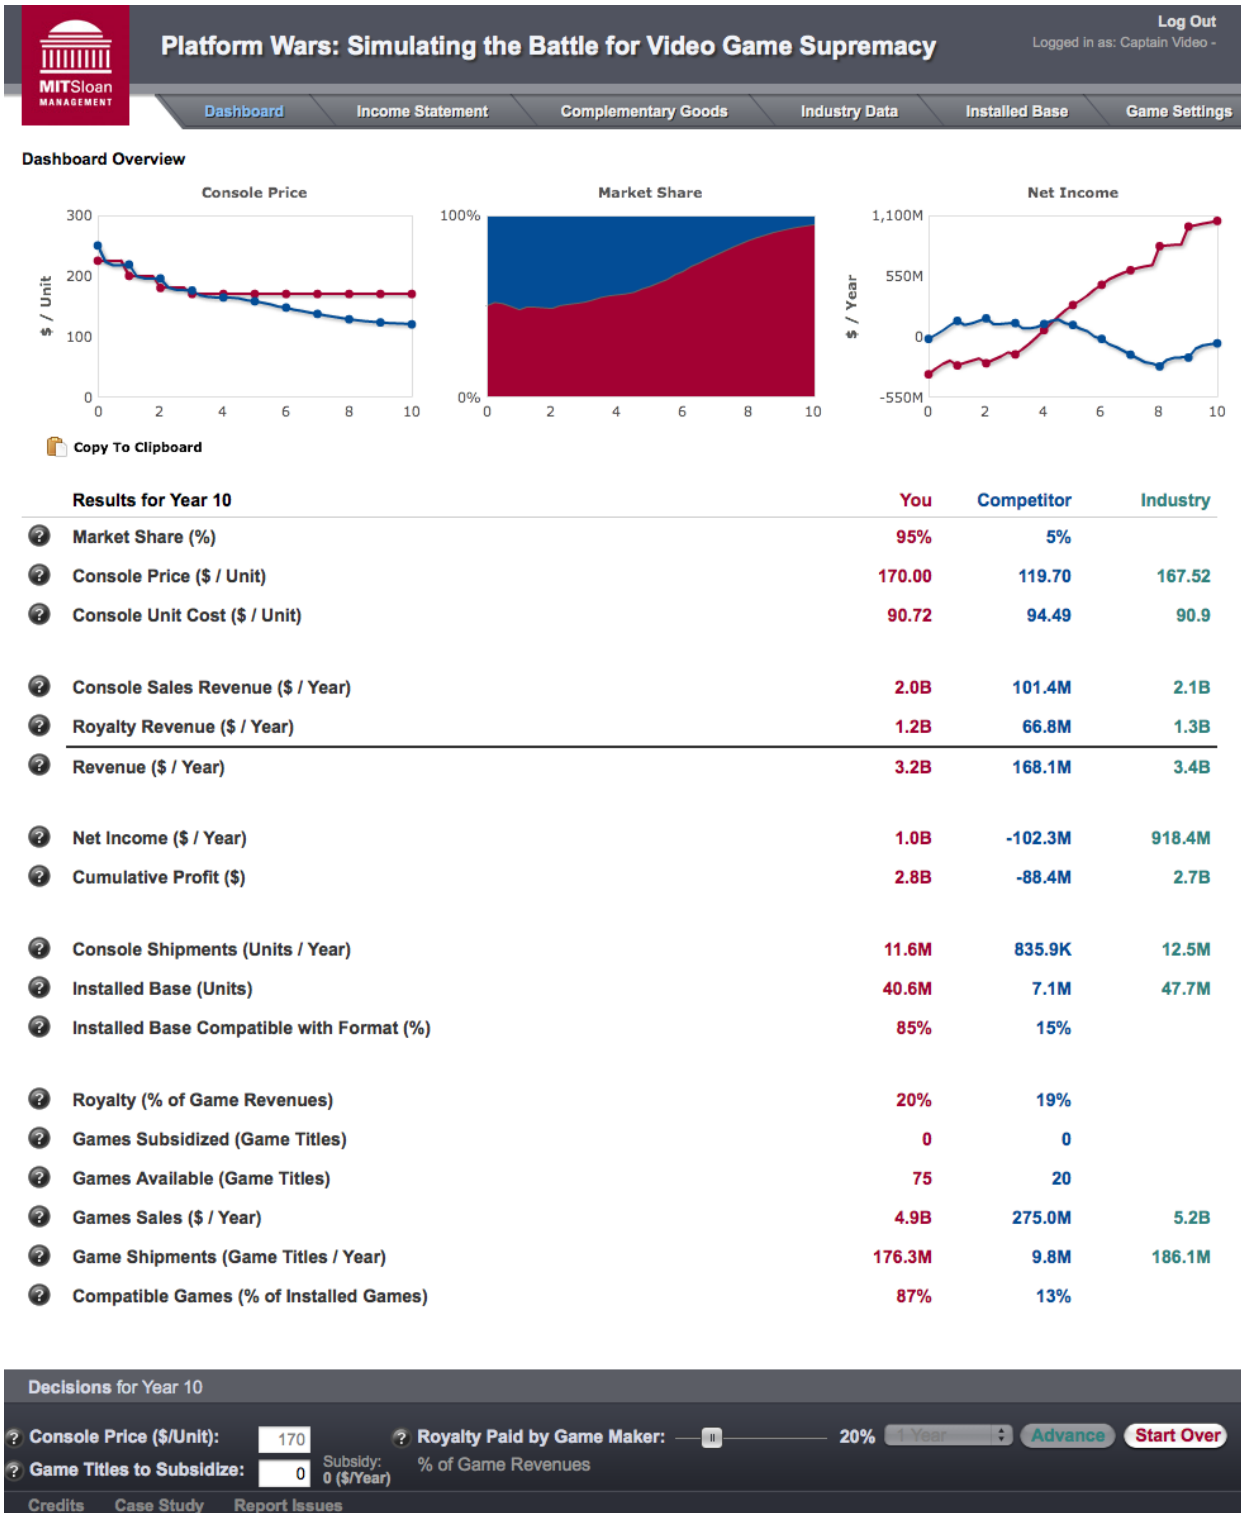 Log Out
Platform Wars: Simulating the Battle for Video Game Supremacy
Logged in as: Captain Video -
MITSloan
MANAGEMENT
Dashboard Income Statement Complementary Goods Industry Data Installed Base Game Settings
Dashboard Overview
Console Price
300
200
100
0
$ / Unit
0 2 4 6 8 10
Market Share
100%
0%
0 2 4 6 8 10
Net Income
1,100M
550M
0
-550M
$ / Year
0 2 4 6 8 10
Copy To Clipboard
Results for Year 10 You Competitor Industry
? Market Share (%) 95% 5%
? Console Price ($ / Unit) 170.00 119.70 167.52
? Console Unit Cost ($ / Unit) 90.72 94.49 90.9
? Console Sales Revenue ($ / Year) 2.0B 101.4M 2.1B
? Royalty Revenue ($ / Year) 1.2B 66.8M 1.3B
? Revenue ($ / Year) 3.2B 168.1M 3.4B
? Net Income ($ / Year) 1.0B -102.3M 918.4M
? Cumulative Profit ($) 2.8B -88.4M 2.7B
? Console Shipments (Units / Year) 11.6M 835.9K 12.5M
? Installed Base (Units) 40.6M 7.1M 47.7M
? Installed Base Compatible with Format (%) 85% 15%
? Royalty (% of Game Revenues) 20% 19%
? Games Subsidized (Game Titles) 0 0
? Games Available (Game Titles) 75 20
? Games Sales ($ / Year) 4.9B 275.0M 5.2B
? Game Shipments (Game Titles / Year) 176.3M 9.8M 186.1M
? Compatible Games (% of Installed Games) 87% 13%
Decisions for Year 10
? Console Price ($/Unit): 170 ? Royalty Paid by Game Maker: 20% 1 Year Advance Start Over
? Game Titles to Subsidize: 0 Subsidy: 0 ($/Year) % of Game Revenues
Credits Case Study Report Issues